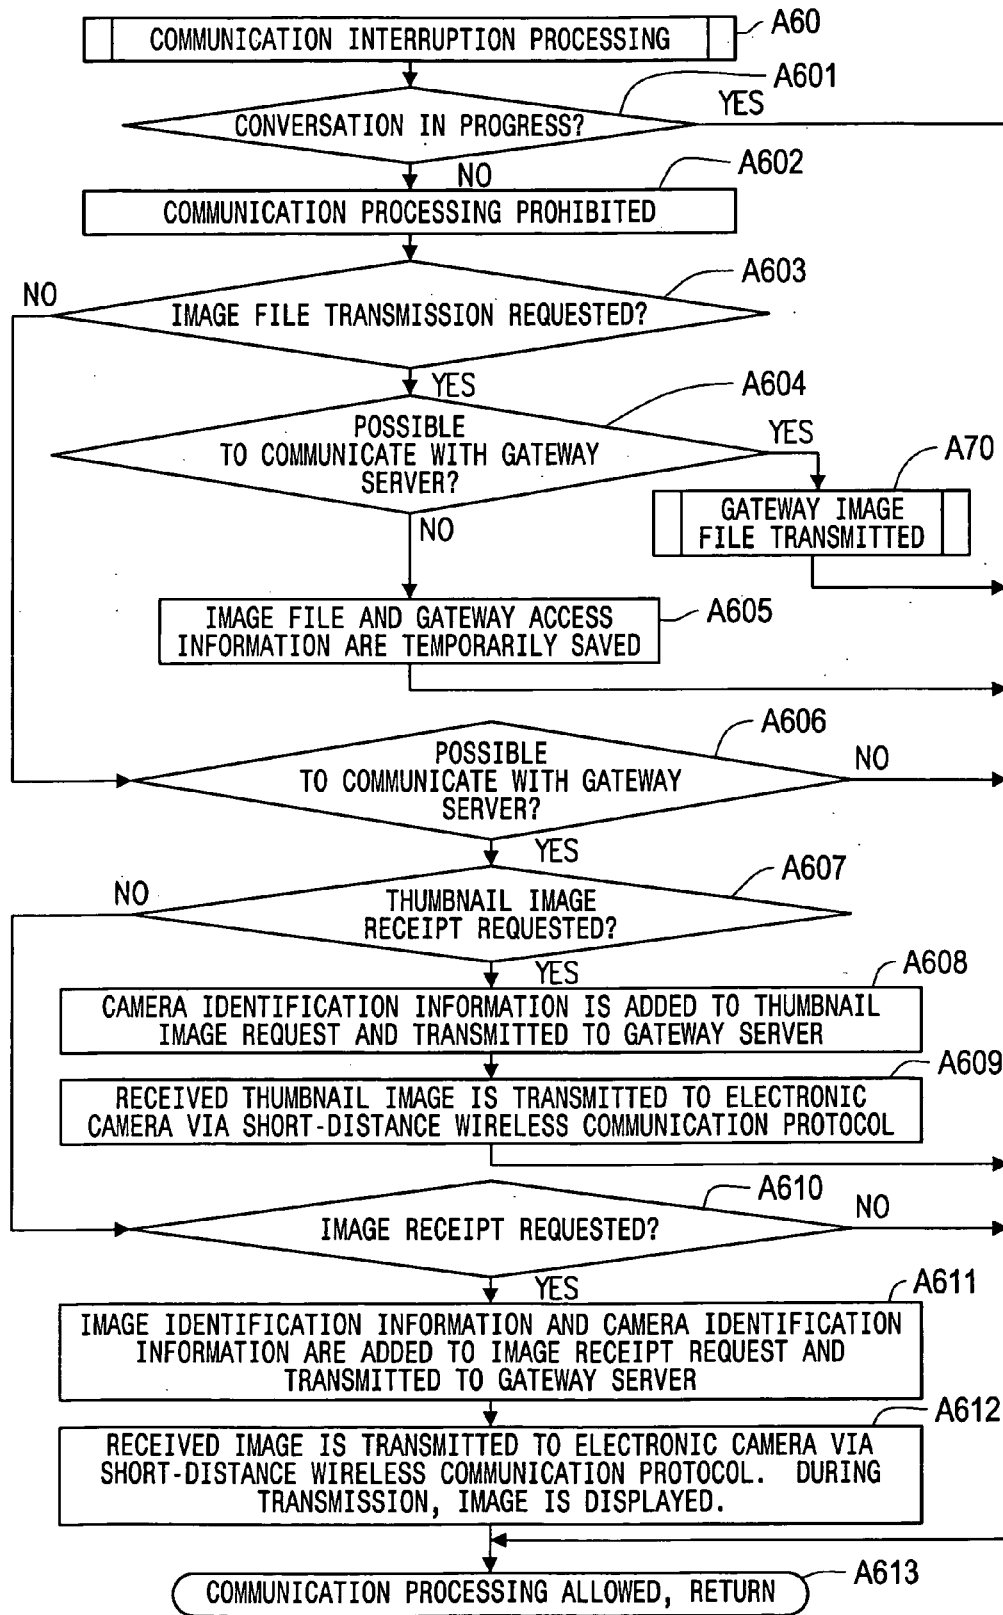 COMMUNICATION INTERRUPTION PROCESSING
A60
A601
CONVERSATION IN PROGRESS?
YES
NO
A602
COMMUNICATION PROCESSING PROHIBITED
A603
NO
IMAGE FILE TRANSMISSION REQUESTED?
YES
A604
POSSIBLE
TO COMMUNICATE WITH GATEWAY
SERVER?
YES
A70
GATEWAY IMAGE
FILE TRANSMITTED
NO
IMAGE FILE AND GATEWAY ACCESS
INFORMATION ARE TEMPORARILY SAVED
A605
A606
POSSIBLE
TO COMMUNICATE WITH GATEWAY
SERVER?
NO
YES
A607
NO
THUMBNAIL IMAGE
RECEIPT REQUESTED?
YES
A608
CAMERA IDENTIFICATION INFORMATION IS ADDED TO THUMBNAIL
IMAGE REQUEST AND TRANSMITTED TO GATEWAY SERVER
A609
RECEIVED THUMBNAIL IMAGE IS TRANSMITTED TO ELECTRONIC
CAMERA VIA SHORT-DISTANCE WIRELESS COMMUNICATION PROTOCOL
A610
IMAGE RECEIPT REQUESTED?
NO
YES
A611
IMAGE IDENTIFICATION INFORMATION AND CAMERA IDENTIFICATION
INFORMATION ARE ADDED TO IMAGE RECEIPT REQUEST AND
TRANSMITTED TO GATEWAY SERVER
A612
RECEIVED IMAGE IS TRANSMITTED TO ELECTRONIC CAMERA VIA
SHORT-DISTANCE WIRELESS COMMUNICATION PROTOCOL. DURING
TRANSMISSION, IMAGE IS DISPLAYED.
A613
COMMUNICATION PROCESSING ALLOWED, RETURN